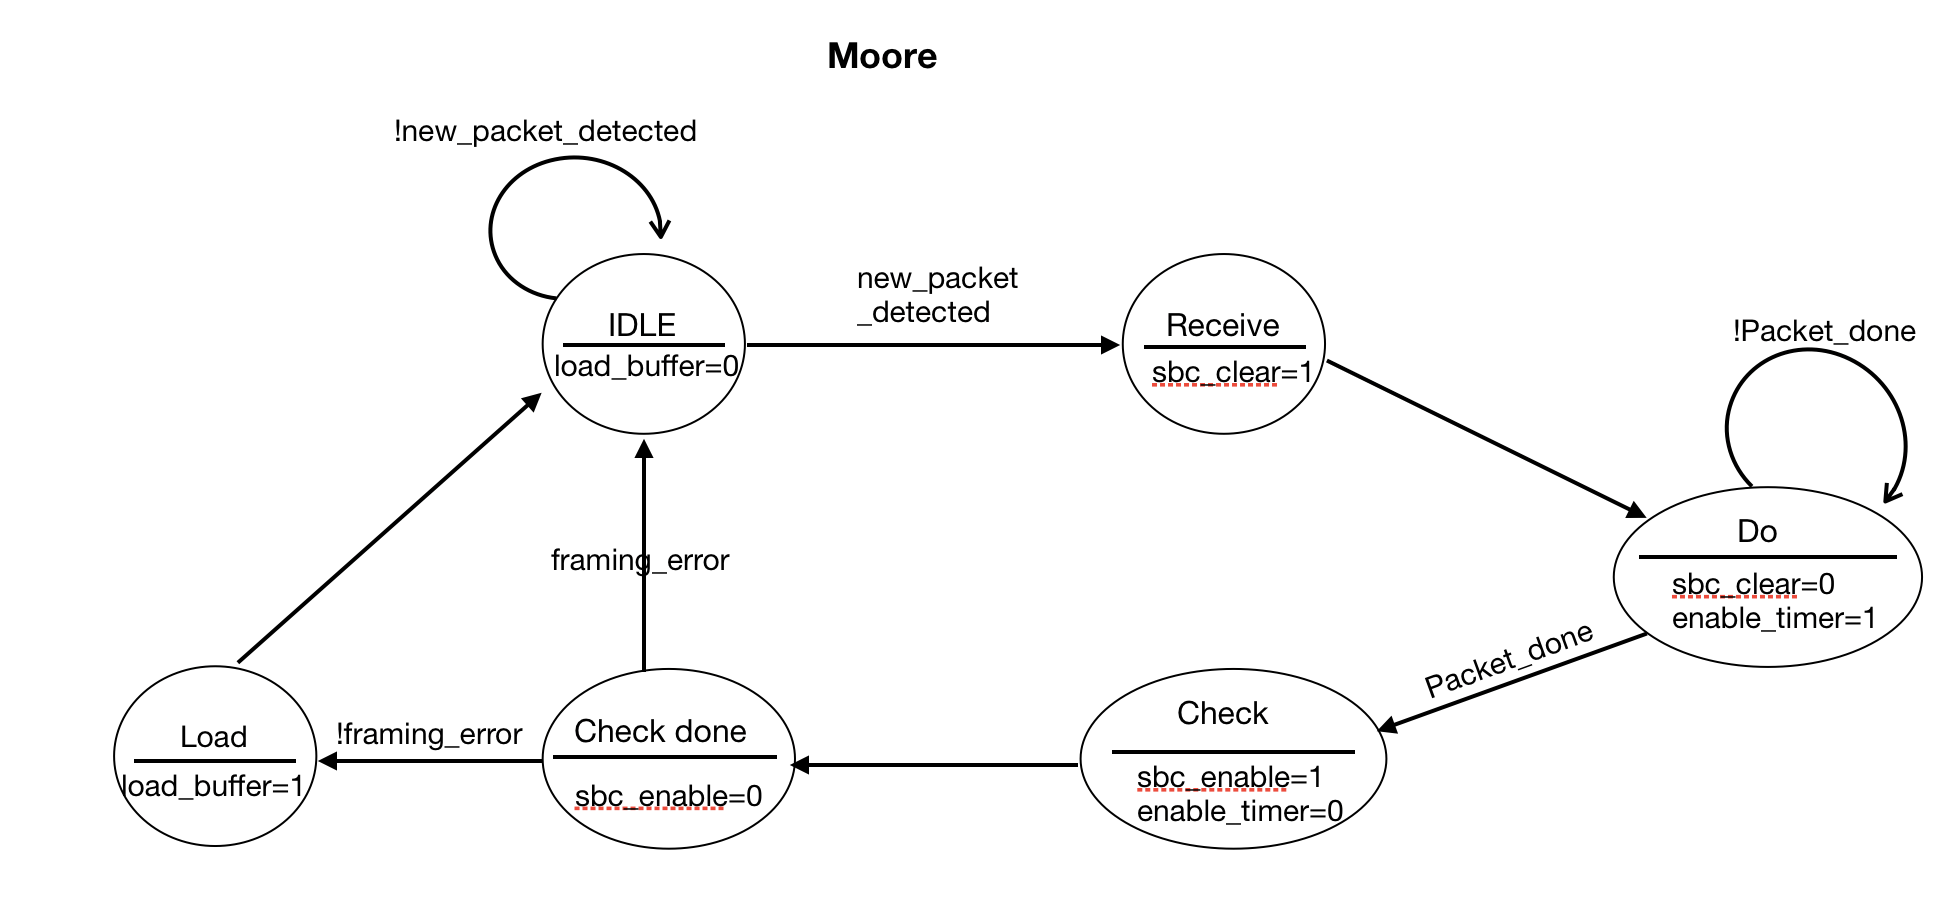 Moore
!new_packet_detected
new_packet
_detected
IDLE
load_buffer=0
Receive
sbc_clear=1
!Packet_done
Do
sbc_clear=0
enable_timer=1
framing_error
Packet_done
Load
load_buffer=1
!framing_error
Check done
sbc_enable=0
Check
sbc_enable=1
enable_timer=0